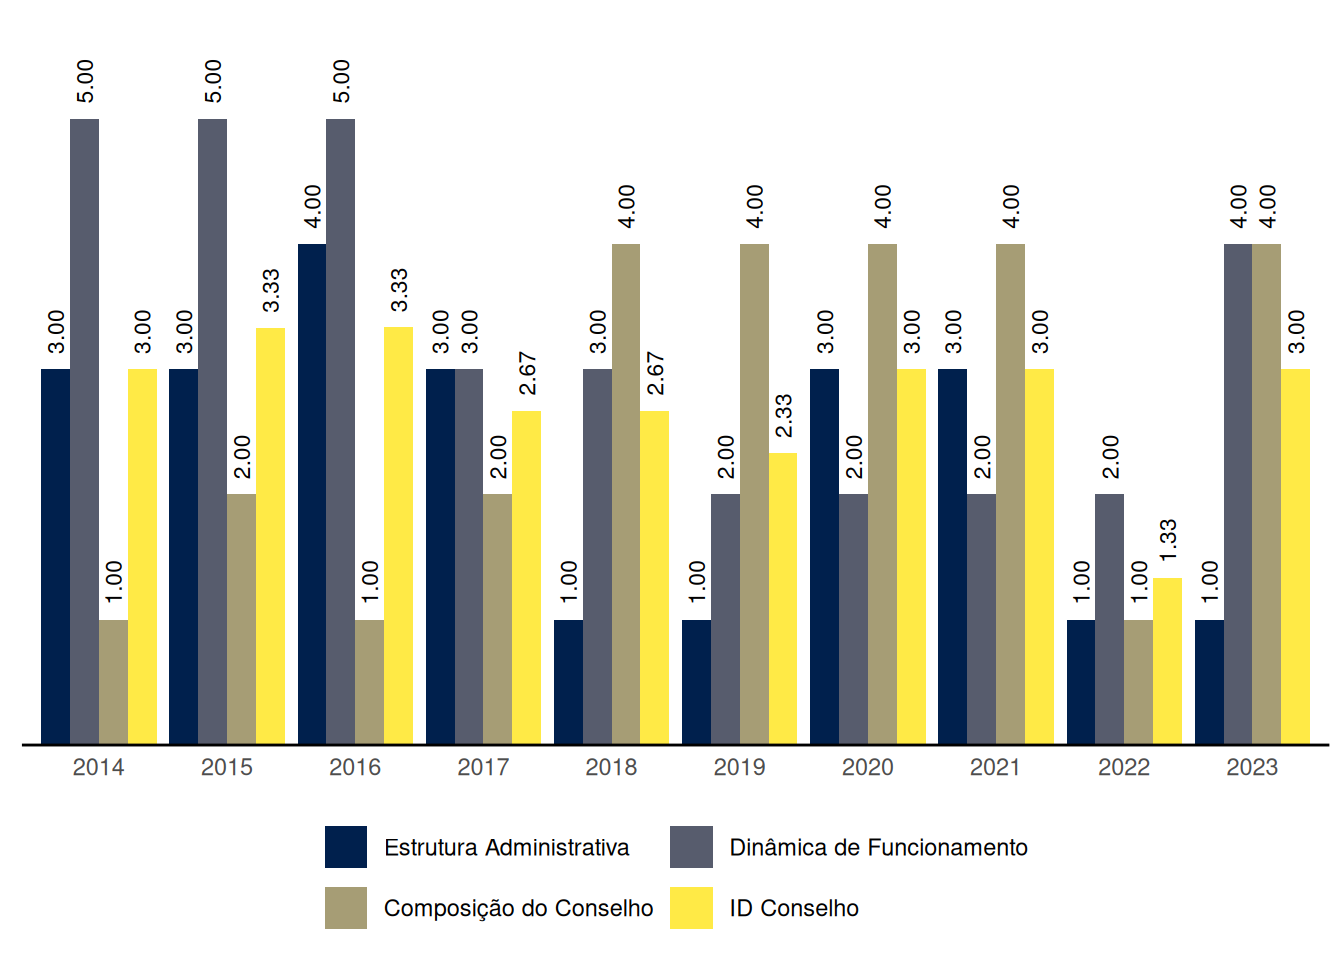 5.00 5.00 5.00
4.00 4.00 4.00 4.00 4.00 4.00 4.00
3.33 3.33
3.00 3.00 3.00 3.00 3.00 3.00 3.00 3.00 3.00 3.00 3.00
2.67 2.67
2.33
2.00 2.00 2.00 2.00 2.00 2.00
1.33
1.00 1.00 1.00 1.00 1.00 1.00 1.00
2014 2015 2016 2017 2018 2019 2020 2021 2022 2023
Estrutura Administrativa Dinâmica de Funcionamento
Composição do Conselho ID Conselho